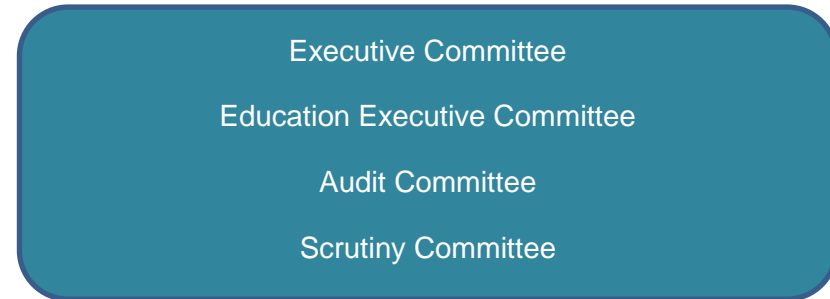 Executive Committee
Education Executive Committee
Audit Committee
Scrutiny Committee